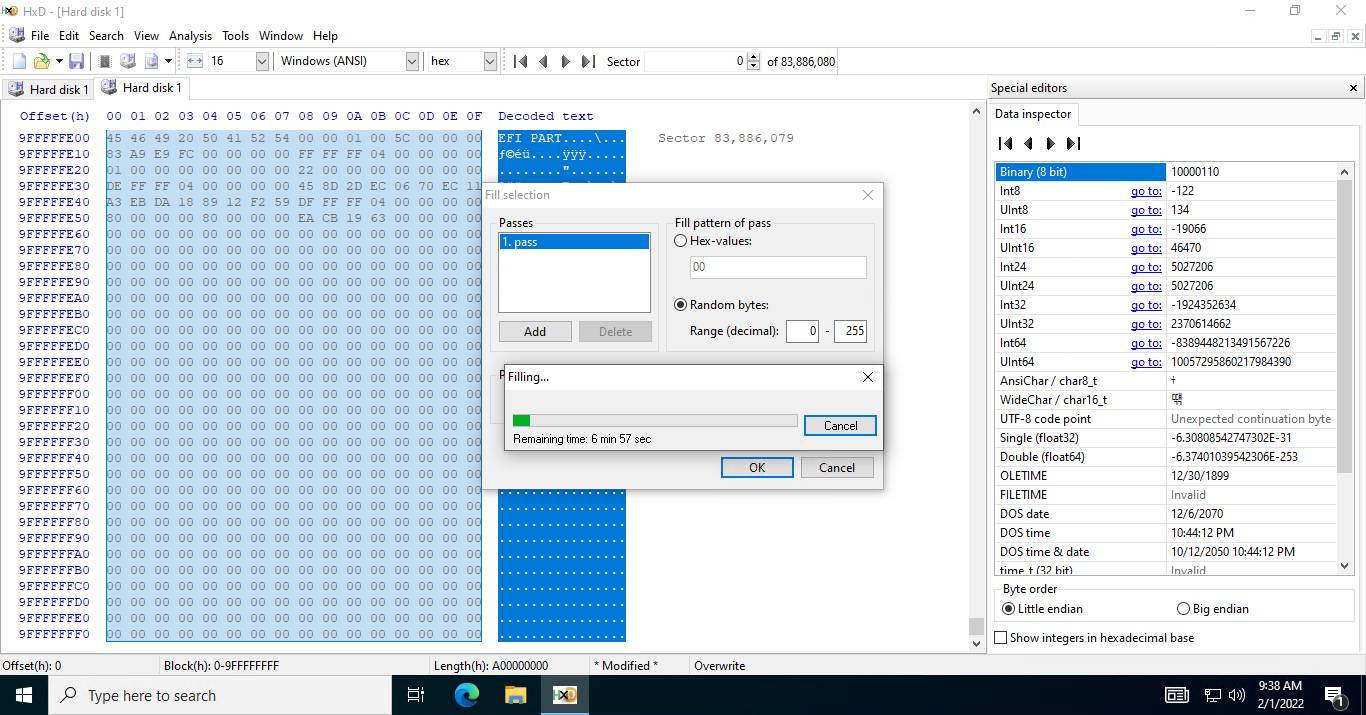 HxD - [Hard disk 1]
File Edit Search View Analysis Tools Window Help
16 Windows (ANSI) hex Sector 0 of 83,886,080
Hard disk 1 Hard disk 1
Special editors
Data inspector
Offset(h) 00 01 02 03 04 05 06 07 08 09 0A 0B 0C 0D 0E 0F Decoded text
9FFFFFE00 45 46 49 20 50 41 52 54 00 00 01 00 5C 00 00 00 EFI PART....\... Sector 83,886,079
9FFFFFE10 83 A9 E9 FC 00 00 00 00 FF FF FF 04 00 00 00 00 ƒ©éü....ÿÿÿ.....
9FFFFFE20 01 00 00 00 00 00 00 00 22 00 00 00 00 00 00 00 ........".......
9FFFFFE30 DE FF FF 04 00 00 00 00 45 8D 2D EC 06 70 EC 11
9FFFFFE40 A3 EB DA 18 89 12 F2 59 DF FF FF 04 00 00 00 00
9FFFFFE50 80 00 00 00 80 00 00 00 EA CB 19 63 00 00 00 00
9FFFFFE60 00 00 00 00 00 00 00 00 00 00 00 00 00 00 00 00
9FFFFFE70 00 00 00 00 00 00 00 00 00 00 00 00 00 00 00 00
9FFFFFE80 00 00 00 00 00 00 00 00 00 00 00 00 00 00 00 00
9FFFFFE90 00 00 00 00 00 00 00 00 00 00 00 00 00 00 00 00
9FFFFFEA0 00 00 00 00 00 00 00 00 00 00 00 00 00 00 00 00
9FFFFFEB0 00 00 00 00 00 00 00 00 00 00 00 00 00 00 00 00
9FFFFFEC0 00 00 00 00 00 00 00 00 00 00 00 00 00 00 00 00
9FFFFFED0 00 00 00 00 00 00 00 00 00 00 00 00 00 00 00 00
9FFFFFEE0 00 00 00 00 00 00 00 00 00 00 00 00 00 00 00 00
9FFFFFEF0 00 00 00 00 00 00 00 00 00 00 00 00 00 00 00 00
9FFFFFF00 00 00 00 00 00 00 00 00 00 00 00 00 00 00 00 00
9FFFFFF10 00 00 00 00 00 00 00 00 00 00 00 00 00 00 00 00
9FFFFFF20 00 00 00 00 00 00 00 00 00 00 00 00 00 00 00 00
9FFFFFF30 00 00 00 00 00 00 00 00 00 00 00 00 00 00 00 00
9FFFFFF40 00 00 00 00 00 00 00 00 00 00 00 00 00 00 00 00
9FFFFFF50 00 00 00 00 00 00 00 00 00 00 00 00 00 00 00 00
9FFFFFF60 00 00 00 00 00 00 00 00 00 00 00 00 00 00 00 00 ................
9FFFFFF70 00 00 00 00 00 00 00 00 00 00 00 00 00 00 00 00 ................
9FFFFFF80 00 00 00 00 00 00 00 00 00 00 00 00 00 00 00 00 ................
9FFFFFF90 00 00 00 00 00 00 00 00 00 00 00 00 00 00 00 00 ................
9FFFFFFA0 00 00 00 00 00 00 00 00 00 00 00 00 00 00 00 00 ................
9FFFFFFB0 00 00 00 00 00 00 00 00 00 00 00 00 00 00 00 00 ................
9FFFFFFC0 00 00 00 00 00 00 00 00 00 00 00 00 00 00 00 00 ................
9FFFFFFD0 00 00 00 00 00 00 00 00 00 00 00 00 00 00 00 00 ................
9FFFFFFE0 00 00 00 00 00 00 00 00 00 00 00 00 00 00 00 00 ................
9FFFFFFF0 00 00 00 00 00 00 00 00 00 00 00 00 00 00 00 00 ................
Fill selection
Passes
1. pass
Add Delete
Fill pattern of pass
Hex-values:
00
Random bytes:
Range (decimal): 0 - 255
Filling...
Remaining time: 6 min 57 sec
Cancel
OK Cancel
Binary (8 bit) 10000110
Int8 go to: -122
UInt8 go to: 134
Int16 go to: -19066
UInt16 go to: 46470
Int24 go to: 5027206
UInt24 go to: 5027206
Int32 go to: -1924352634
UInt32 go to: 2370614662
Int64 go to: -8389448213491567226
UInt64 go to: 10057295860217984390
AnsiChar / char8_t †
WideChar / char16_t
UTF-8 code point Unexpected continuation byte
Single (float32) -6.30808542747302E-31
Double (float64) -6.37401039542306E-253
OLETIME 12/30/1899
FILETIME Invalid
DOS date 12/6/2070
DOS time 10:44:12 PM
DOS time & date 10/12/2050 10:44:12 PM
time_t (32 bit) Invalid
Byte order
Little endian Big endian
Show integers in hexadecimal base
Offset(h): 0 Block(h): 0-9FFFFFFFF Length(h): A00000000 * Modified * Overwrite
Type here to search
HxD
9:38 AM
2/1/2022
1